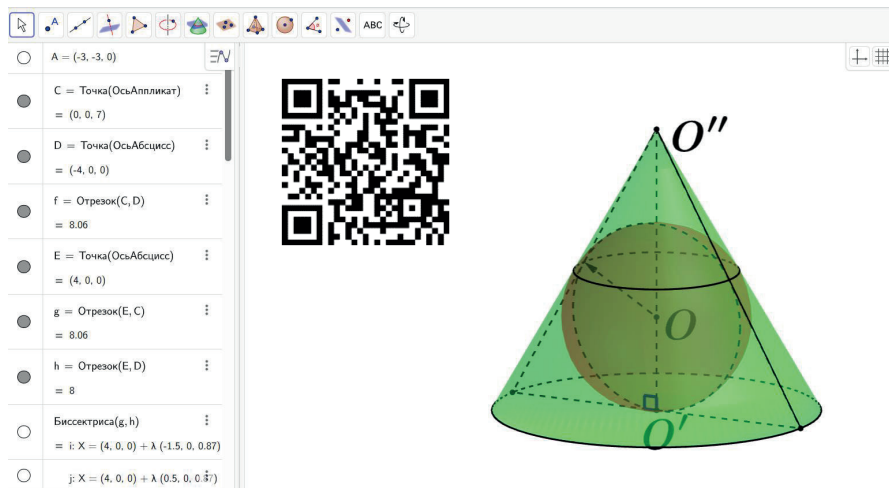 ABC
A = (-3, -3, 0)
C = Точка(ОсьАппликат)
= (0, 0, 7)
D = Точка(ОсьАбсцисс)
= (-4, 0, 0)
f = Отрезок(C, D)
= 8.06
E = Точка(ОсьАбсцисс)
= (4, 0, 0)
g = Отрезок(E, C)
= 8.06
h = Отрезок(E, D)
= 8
Биссектриса(g, h)
= i: X = (4, 0, 0) + λ (-1.5, 0, 0.87)
j: X = (4, 0, 0) + λ (0.5, 0, 0.87)
O″
O
O′